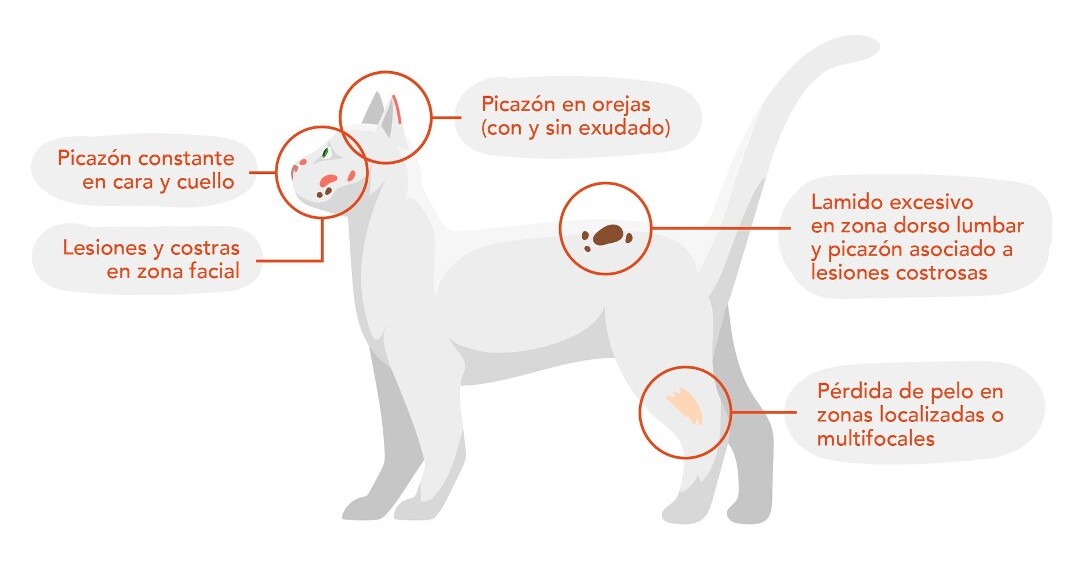 Picazón en orejas
(con y sin exudado)
Picazón constante
en cara y cuello
Lesiones y costras
en zona facial
Lamido excesivo
en zona dorso lumbar
y picazón asociado a
lesiones costrosas
Pérdida de pelo en
zonas localizadas o
multifocales